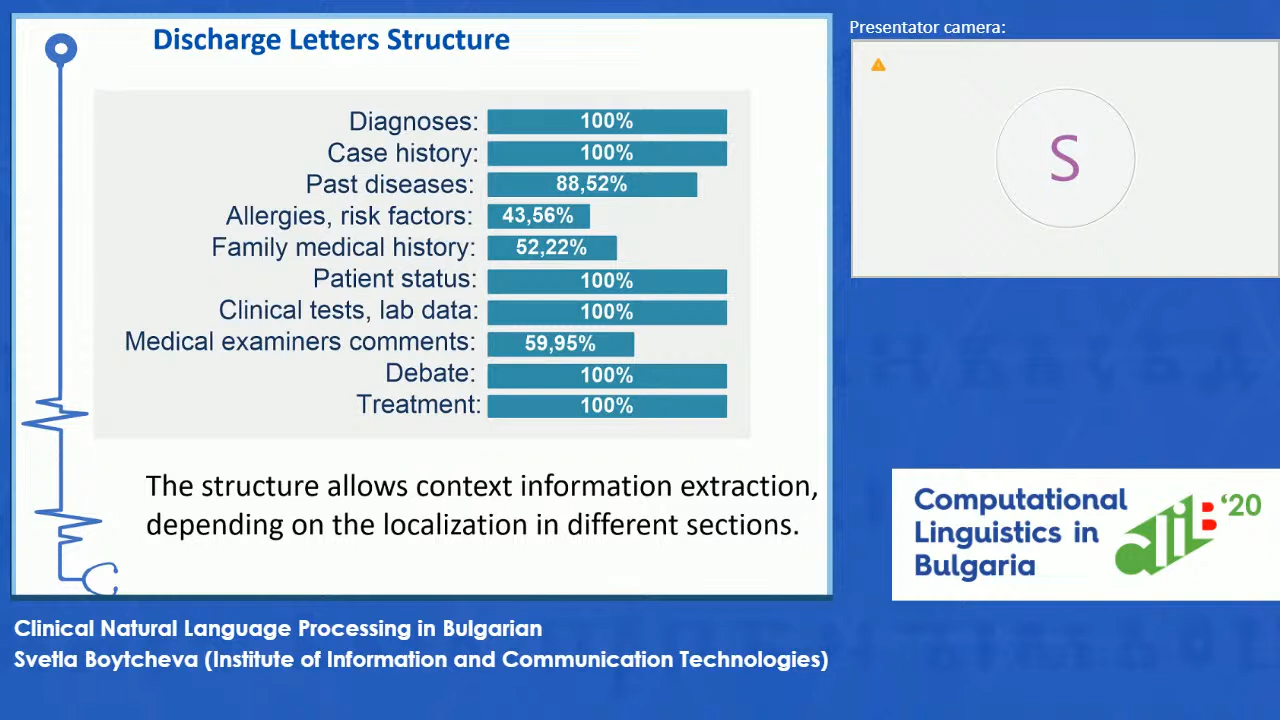 Discharge Letters Structure
Diagnoses: 100%
Case history: 100%
Past diseases: 88,52%
Allergies, risk factors: 43,56%
Family medical history: 52,22%
Patient status: 100%
Clinical tests, lab data: 100%
Medical examiners comments: 59,95%
Debate: 100%
Treatment: 100%
The structure allows context information extraction,
depending on the localization in different sections.
Presentator camera:
S
Computational
Linguistics in
Bulgaria
cliB '20
Clinical Natural Language Processing in Bulgarian
Svetla Boytcheva (Institute of Information and Communication Technologies)